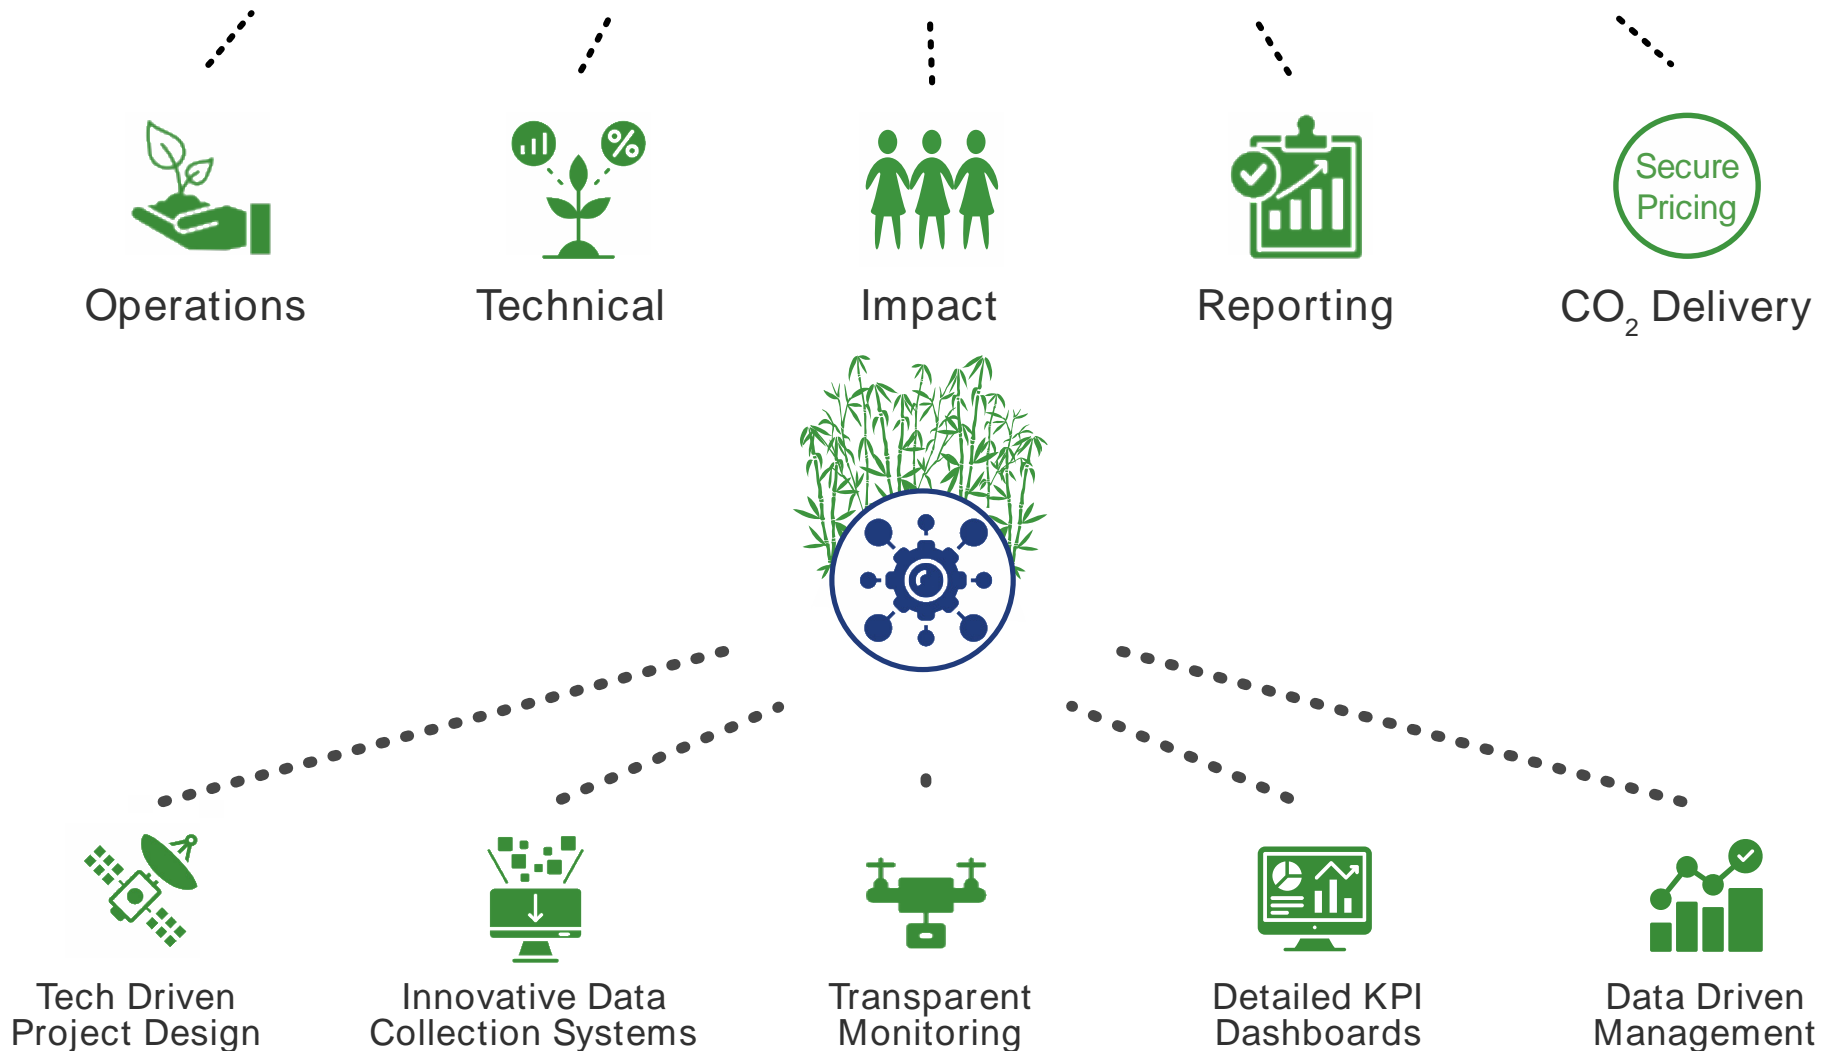 Secure
Pricing
Operations
Technical
Impact
Reporting
CO₂ Delivery
Tech Driven
Project Design
Innovative Data
Collection Systems
Transparent
Monitoring
Detailed KPI
Dashboards
Data Driven
Management